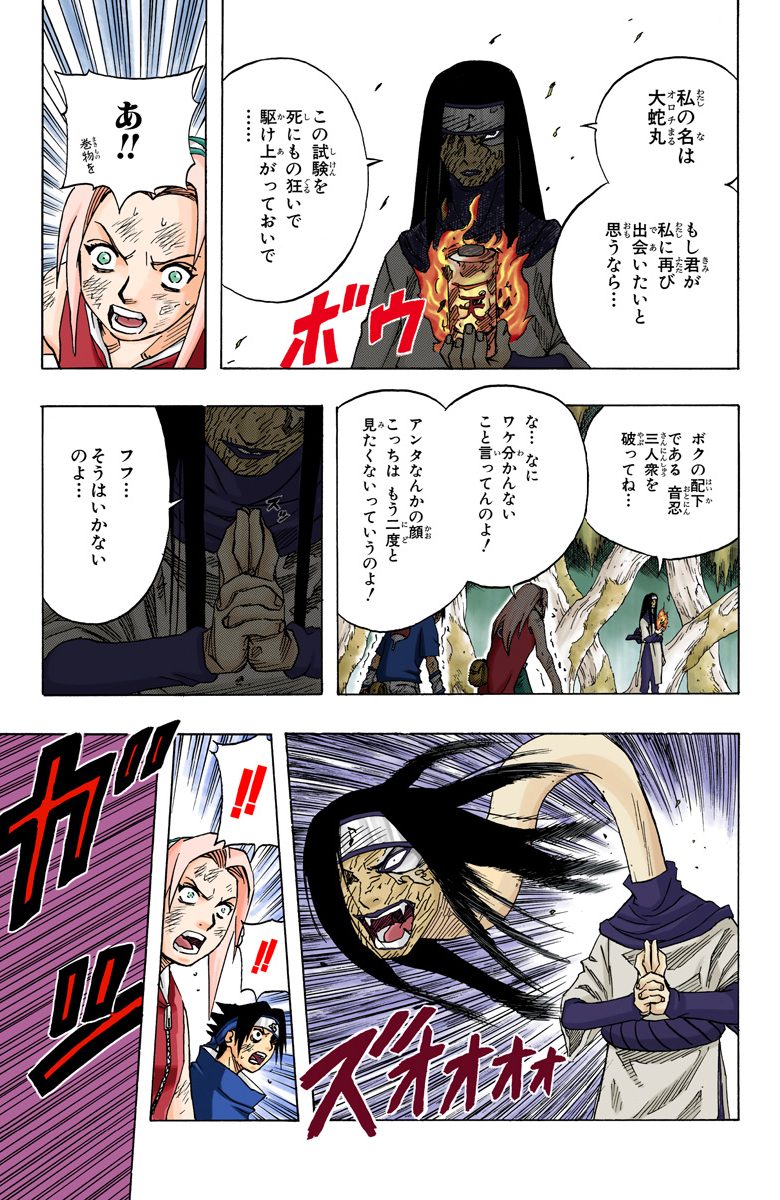 私の名は
大蛇丸
もし君が
私に再び
出会いたいと
思うなら…
この試験を
死にもの狂いで
駆け上がっておいで
……
天
ボウ
あ!!
巻物を
ボクの配下
である 音忍
三人衆を
破ってね…
な…なに
ワケ分かんない
こと言ってんのよ!
アンタなんかの顔
こっちは もう二度と
見たくないっていうのよ!
スッ
フフ…
そうはいかない
のよ…
ズオオオオ
!!
!!
ガッ